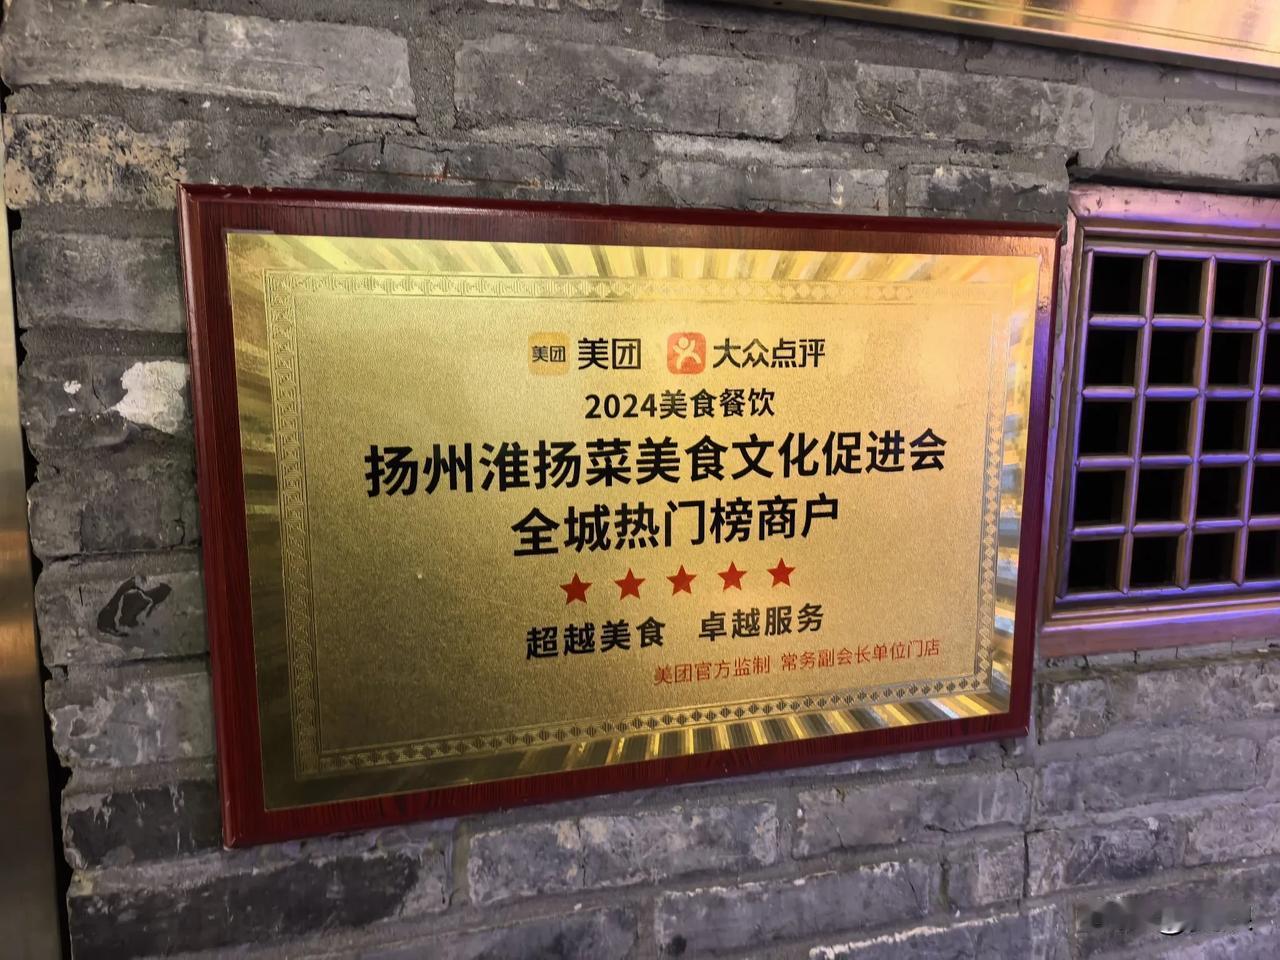 美团 美团 大众点评
2024美食餐饮
扬州淮扬菜美食文化促进会
全城热门榜商户
超越美食 卓越服务
美团官方监制 常务副会长单位门店